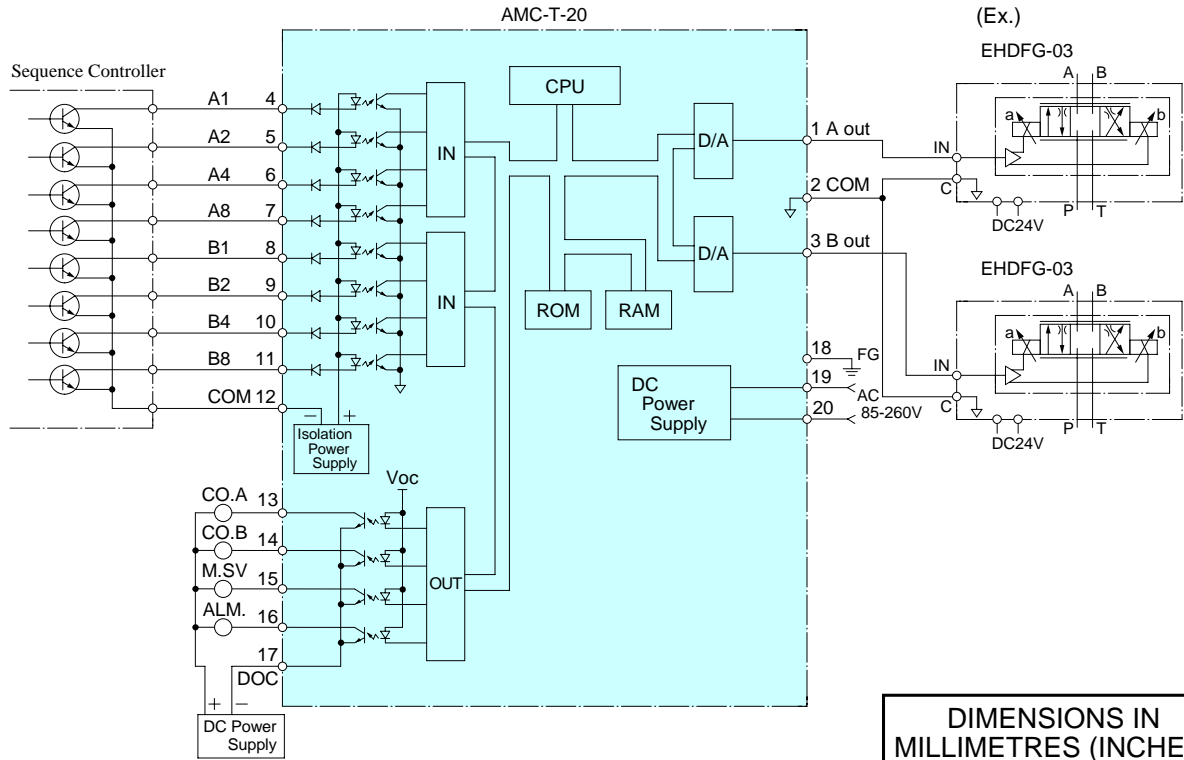 AMC-T-20
(Ex.)
EHDFG-03
Sequence Controller
A B
CPU
A1 4
A2 5
A4 6
A8 7
B1 8
B2 9
B4 10
B8 11
COM 12
IN
IN
D/A
D/A
1 A out
2 COM
3 B out
IN
C
a
b
P T
DC24V
ROM
RAM
EHDFG-03
A B
a
b
IN
C
P T
DC24V
18 FG
19
AC
85-260V
20
DC
Power
Supply
− +
Isolation
Power
Supply
Voc
CO.A 13
CO.B 14
M.SV 15
ALM. 16
17
DOC
OUT
+ −
DC Power
Supply
DIMENSIONS IN
MILLIMETRES (INCHE